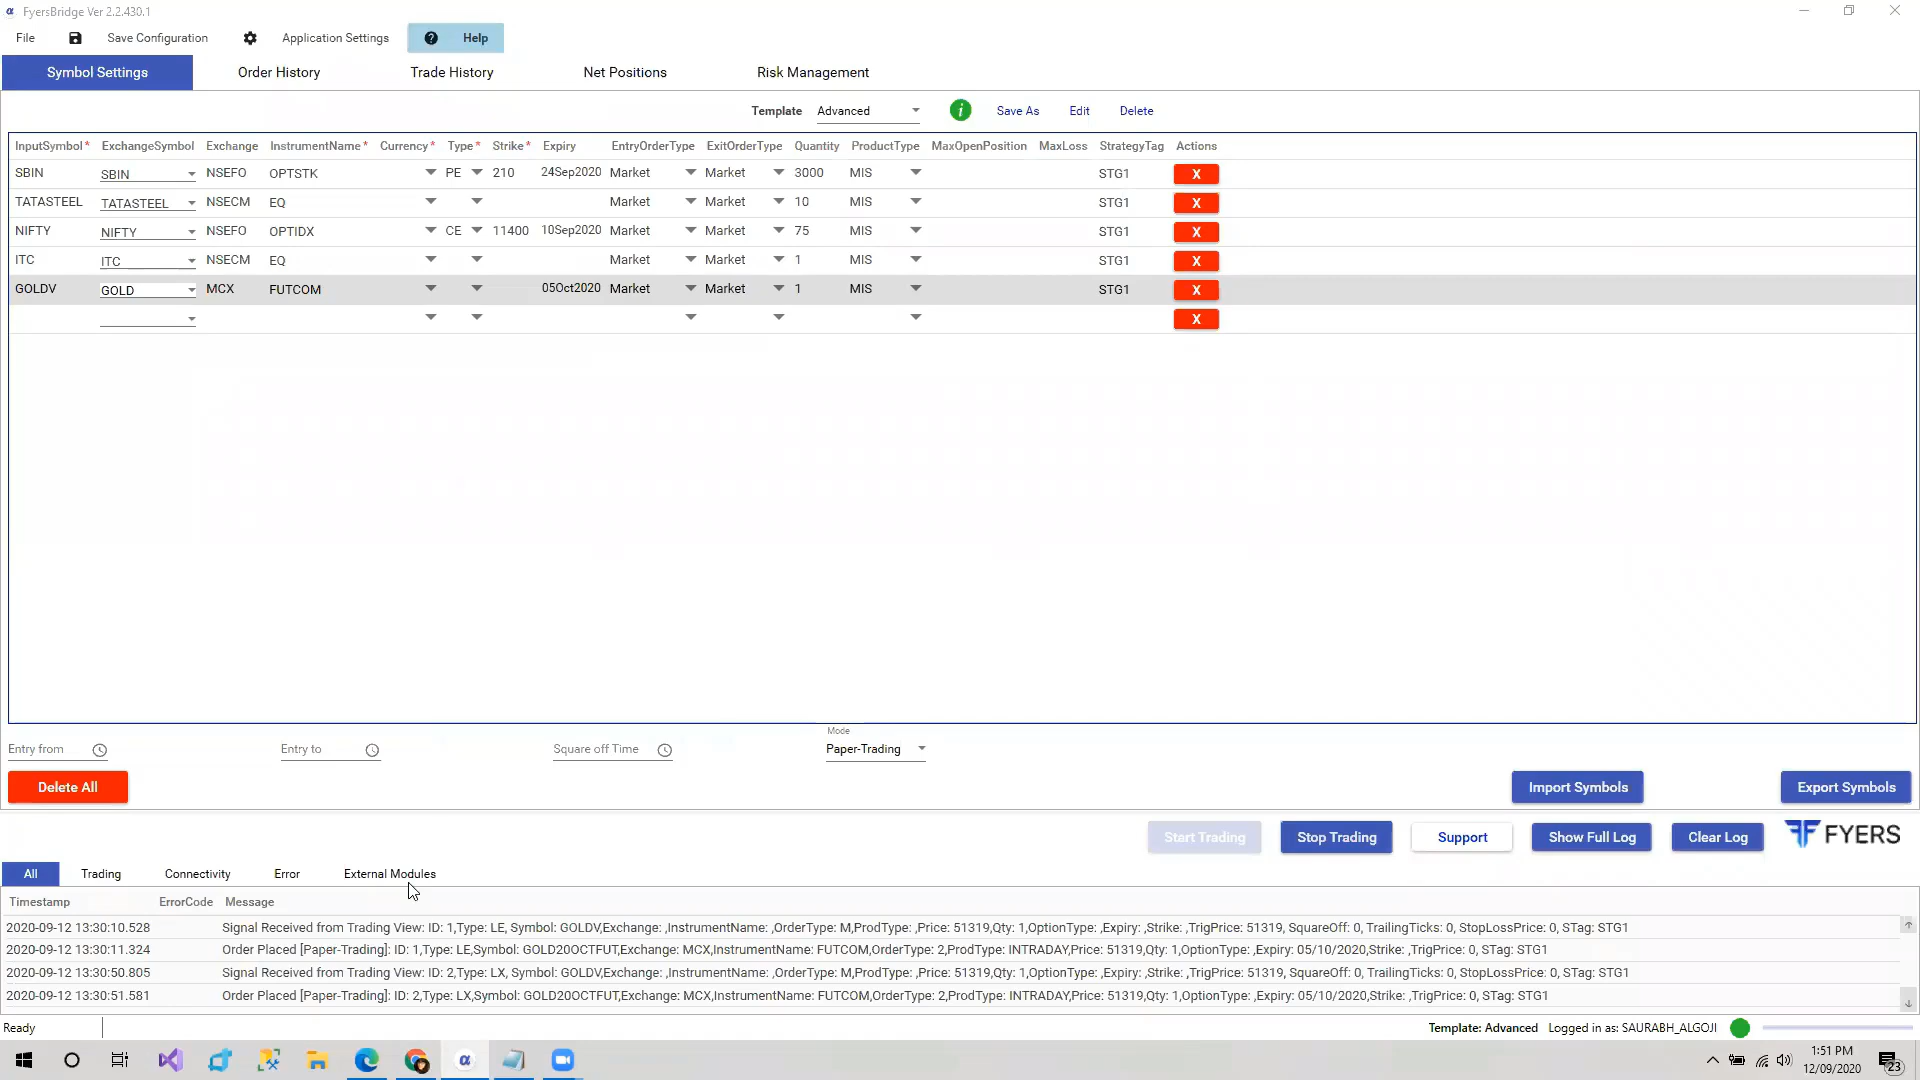 α FyersBridge Ver 2.2.430.1
File Save Configuration Application Settings ? Help
Symbol Settings Order History Trade History Net Positions Risk Management
Template Advanced i Save As Edit Delete
InputSymbol* ExchangeSymbol Exchange InstrumentName* Currency* Type* Strike* Expiry EntryOrderType ExitOrderType Quantity ProductType MaxOpenPosition MaxLoss StrategyTag Actions
SBIN SBIN NSEFO OPTSTK PE 210 24Sep2020 Market Market 3000 MIS STG1 X
TATASTEEL TATASTEEL NSECM EQ Market Market 10 MIS STG1 X
NIFTY NIFTY NSEFO OPTIDX CE 11400 10Sep2020 Market Market 75 MIS STG1 X
ITC ITC NSECM EQ Market Market 1 MIS STG1 X
GOLDV GOLD MCX FUTCOM 05Oct2020 Market Market 1 MIS STG1 X
X
Mode
Entry from Entry to Square off Time Paper-Trading
Delete All Import Symbols Export Symbols
Start Trading Stop Trading Support Show Full Log Clear Log FYERS
All Trading Connectivity Error External Modules
Timestamp ErrorCode Message
2020-09-12 13:30:10.528 Signal Received from Trading View: ID: 1,Type: LE, Symbol: GOLDV,Exchange: ,InstrumentName: ,OrderType: M,ProdType: ,Price: 51319,Qty: 1,OptionType: ,Expiry: ,Strike: ,TrigPrice: 51319, SquareOff: 0, TrailingTicks: 0, StopLossPrice: 0, STag: STG1
2020-09-12 13:30:11.324 Order Placed [Paper-Trading]: ID: 1,Type: LE,Symbol: GOLD20OCTFUT,Exchange: MCX,InstrumentName: FUTCOM,OrderType: 2,ProdType: INTRADAY,Price: 51319,Qty: 1,OptionType: ,Expiry: 05/10/2020,Strike: ,TrigPrice: 0, STag: STG1
2020-09-12 13:30:50.805 Signal Received from Trading View: ID: 2,Type: LX, Symbol: GOLDV,Exchange: ,InstrumentName: ,OrderType: M,ProdType: ,Price: 51319,Qty: 1,OptionType: ,Expiry: ,Strike: ,TrigPrice: 51319, SquareOff: 0, TrailingTicks: 0, StopLossPrice: 0, STag: STG1
2020-09-12 13:30:51.581 Order Placed [Paper-Trading]: ID: 2,Type: LX,Symbol: GOLD20OCTFUT,Exchange: MCX,InstrumentName: FUTCOM,OrderType: 2,ProdType: INTRADAY,Price: 51319,Qty: 1,OptionType: ,Expiry: 05/10/2020,Strike: ,TrigPrice: 0, STag: STG1
Ready Template: Advanced Logged in as: SAURABH_ALGOJI
α 1:51 PM
12/09/2020 23